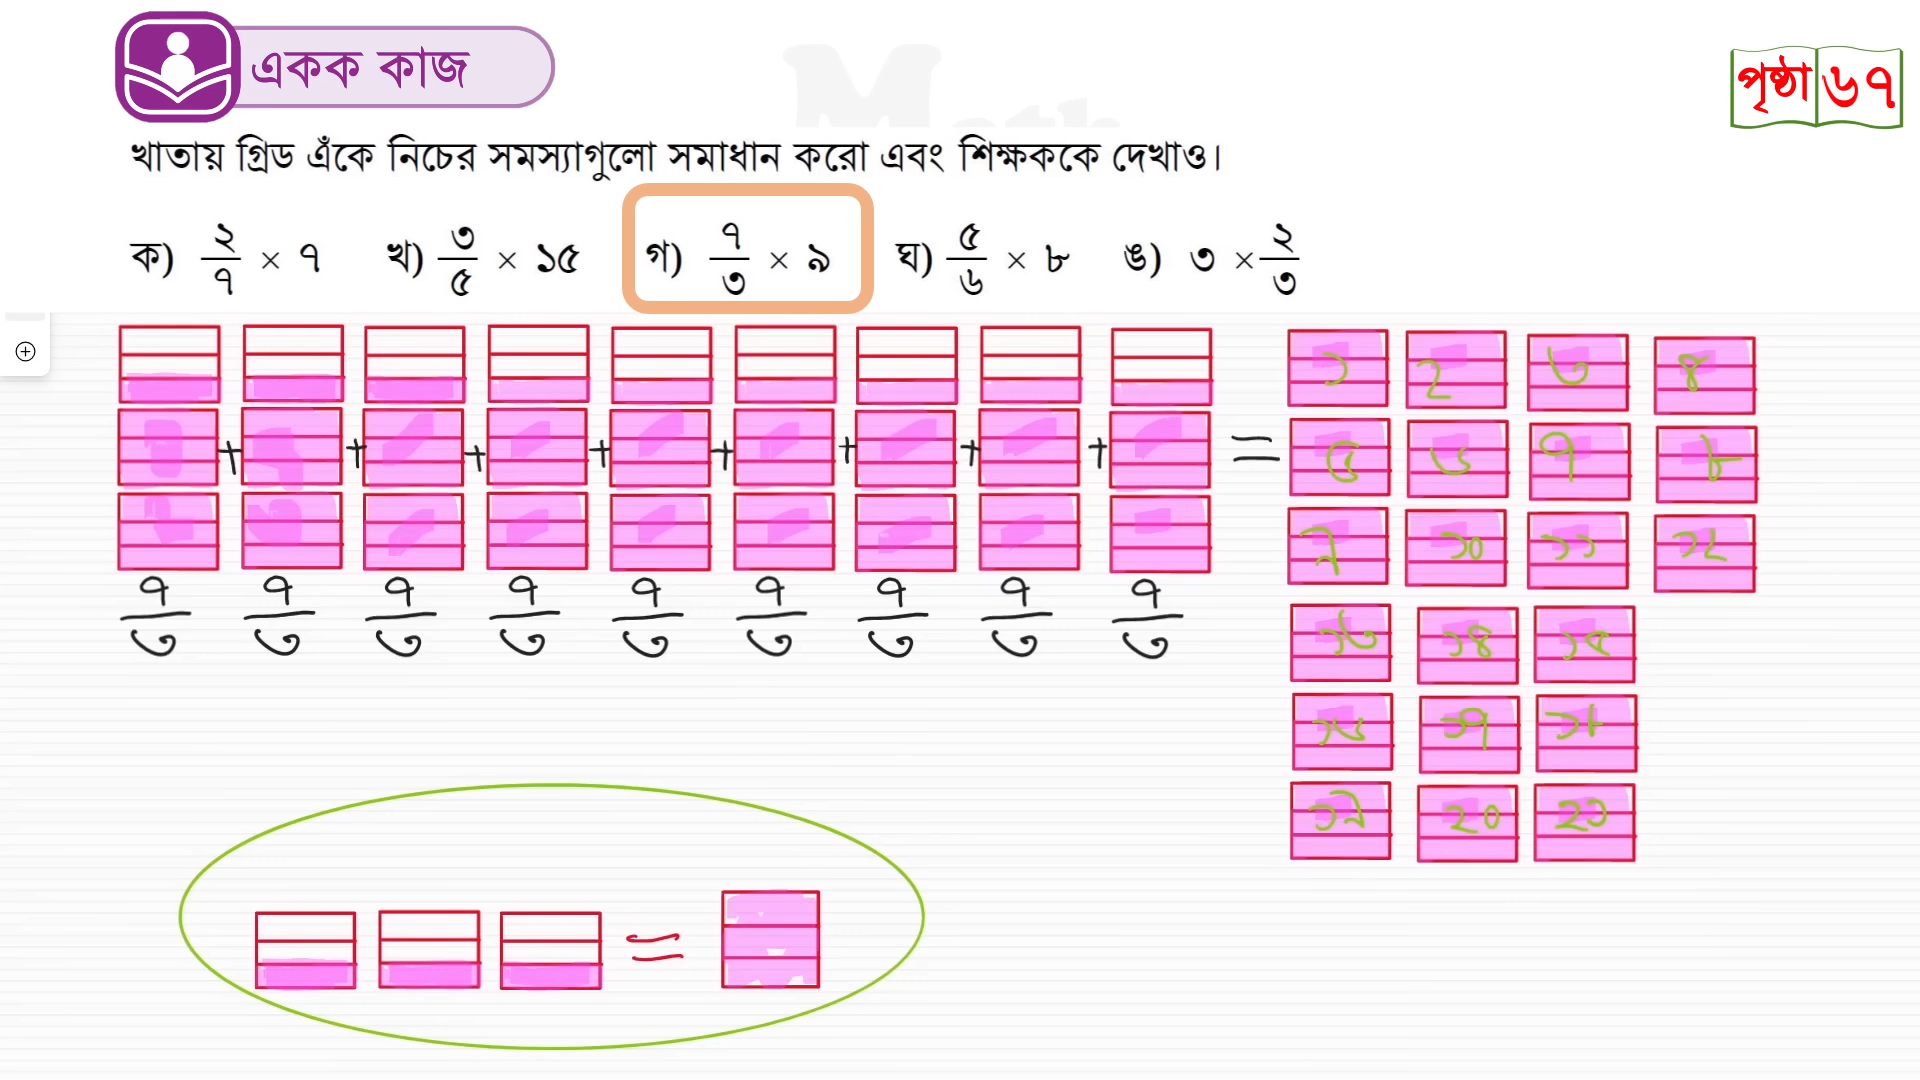 একক কাজ
পৃষ্ঠা ৬৭
Math
খাতায় গ্রিড এঁকে নিচের সমস্যাগুলো সমাধান করো এবং শিক্ষককে দেখাও।
ক) ২/৭ × ৭ খ) ৩/৫ × ১৫ গ) ৭/৩ × ৯ ঘ) ৫/৬ × ৮ ঙ) ৩ × ২/৩
+ + + + + + + + =
৭/৩ ৭/৩ ৭/৩ ৭/৩ ৭/৩ ৭/৩ ৭/৩ ৭/৩ ৭/৩
১ ২ ৩ ৪
৫ ৬ ৭ ৮
৯ ১০ ১১ ১২
১৩ ১৪ ১৫
১৬ ১৭ ১৮
১৯ ২০ ২১
=